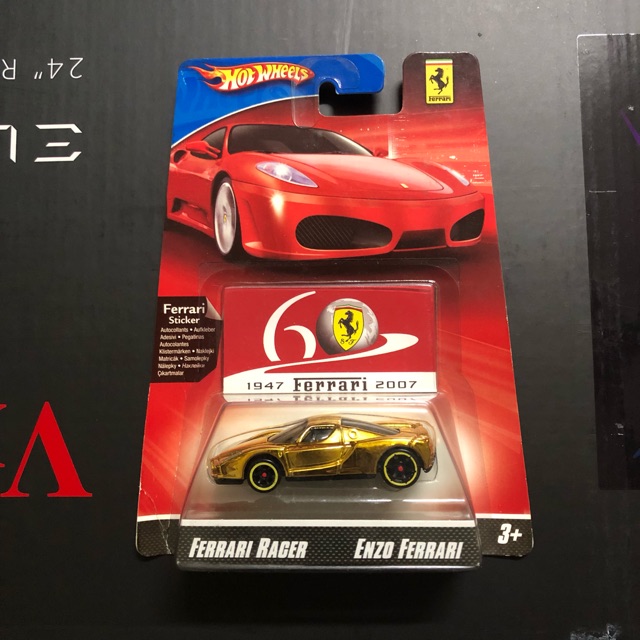 24" R
HOT WHEELS
Ferrari
Ferrari
Sticker
Autocollants • Aufkleber
Adesivi • Pegatinas
Autocolantes
Klistermärken • Naklejki
Matricák • Samolepky
Nálepky • Наклейки
Çıkartmalar
60
S F
1947 Ferrari 2007
FERRARI RACER ENZO FERRARI
3+